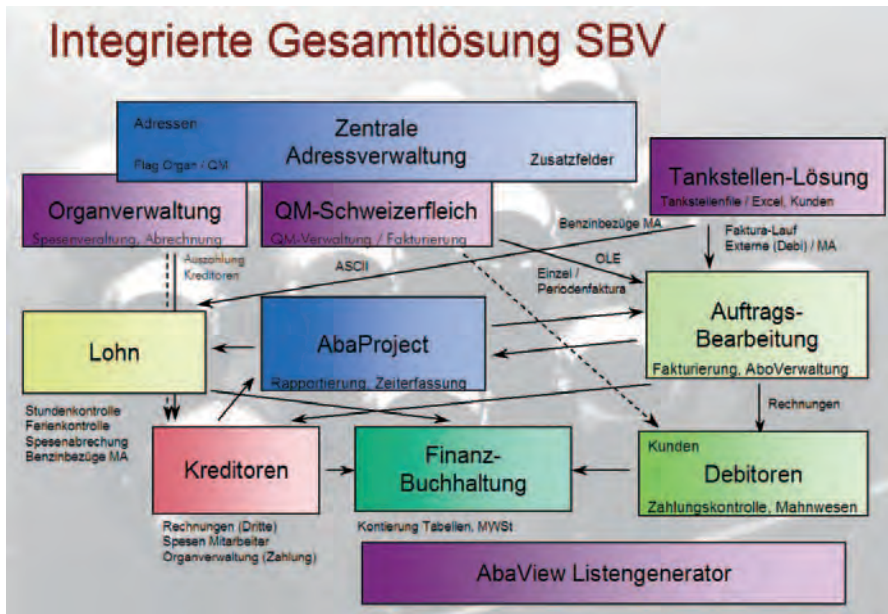 Integrierte Gesamtlösung SBV
Adressen
Zentrale
Adressverwaltung
Flag Organ / QM
Zusatzfelder
Tankstellen-Lösung
Tankstellenfile / Excel, Kunden
Organverwaltung
Spesenveraltung, Abrechnung
QM-Schweizerfleich
QM-Verwaltung / Fakturierung
Benzinbezüge MA
Faktura-Lauf
Externe (Debi) / MA
Auszahlung
Kreditoren
ASCII
OLE
Einzel /
Periodenfaktura
Lohn
AbaProject
Rapportierung, Zeiterfassung
Auftrags-
Bearbeitung
Fakturierung, AboVerwaltung
Stundenkontrolle
Ferienkontrolle
Spesenabrechung
Benzinbezüge MA
Rechnungen
Kreditoren
Finanz-
Buchhaltung
Kunden
Debitoren
Zahlungskontrolle, Mahnwesen
Rechnungen (Dritte)
Spesen Mitarbeiter
Organverwaltung (Zahlung)
Kontierung Tabellen, MWSt
AbaView Listengenerator